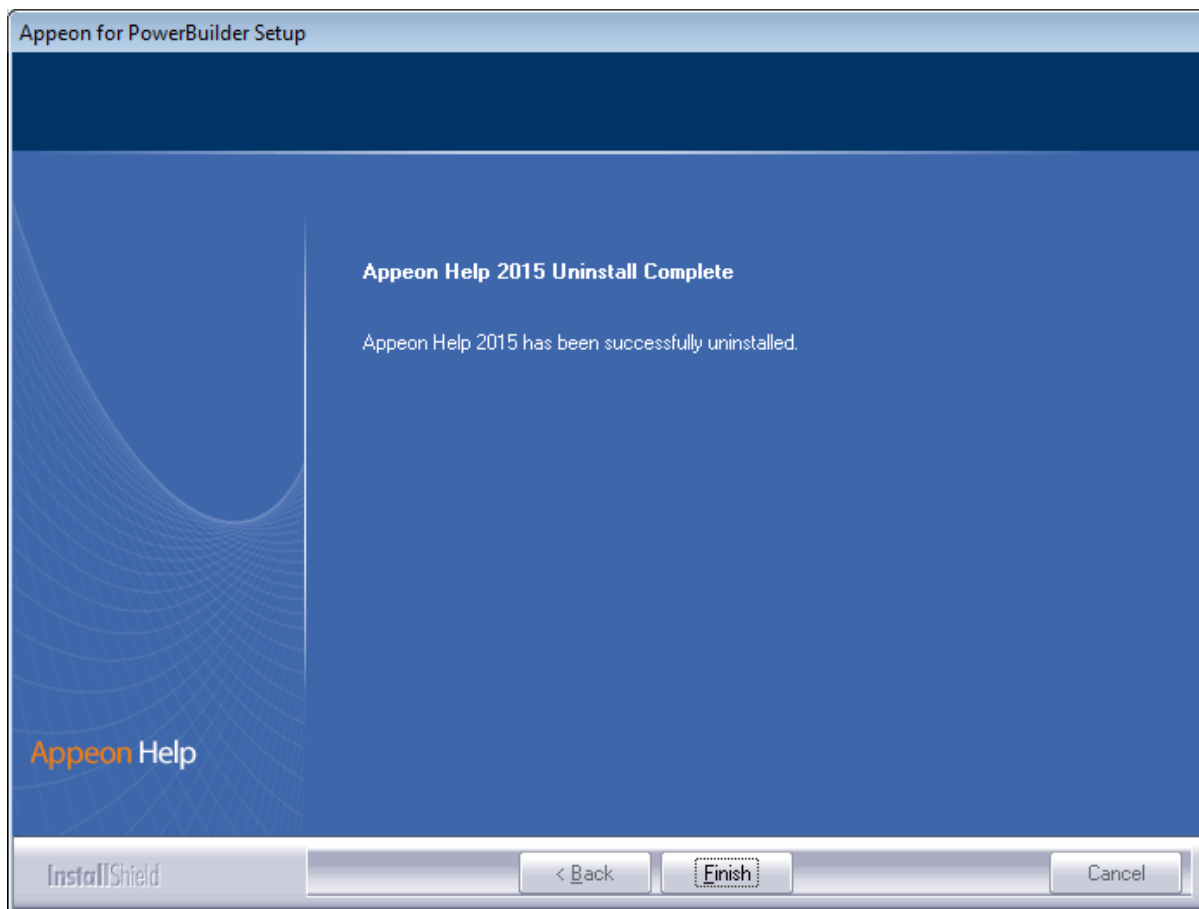 Appeon for PowerBuilder Setup
Appeon Help 2015 Uninstall Complete
Appeon Help 2015 has been successfully uninstalled.
Appeon Help
InstallShield
< Back
Finish
Cancel